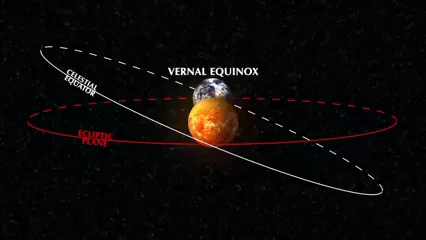 VERNAL EQUINOX
CELESTIAL
EQUATOR
ECLIPTIC
PLANE